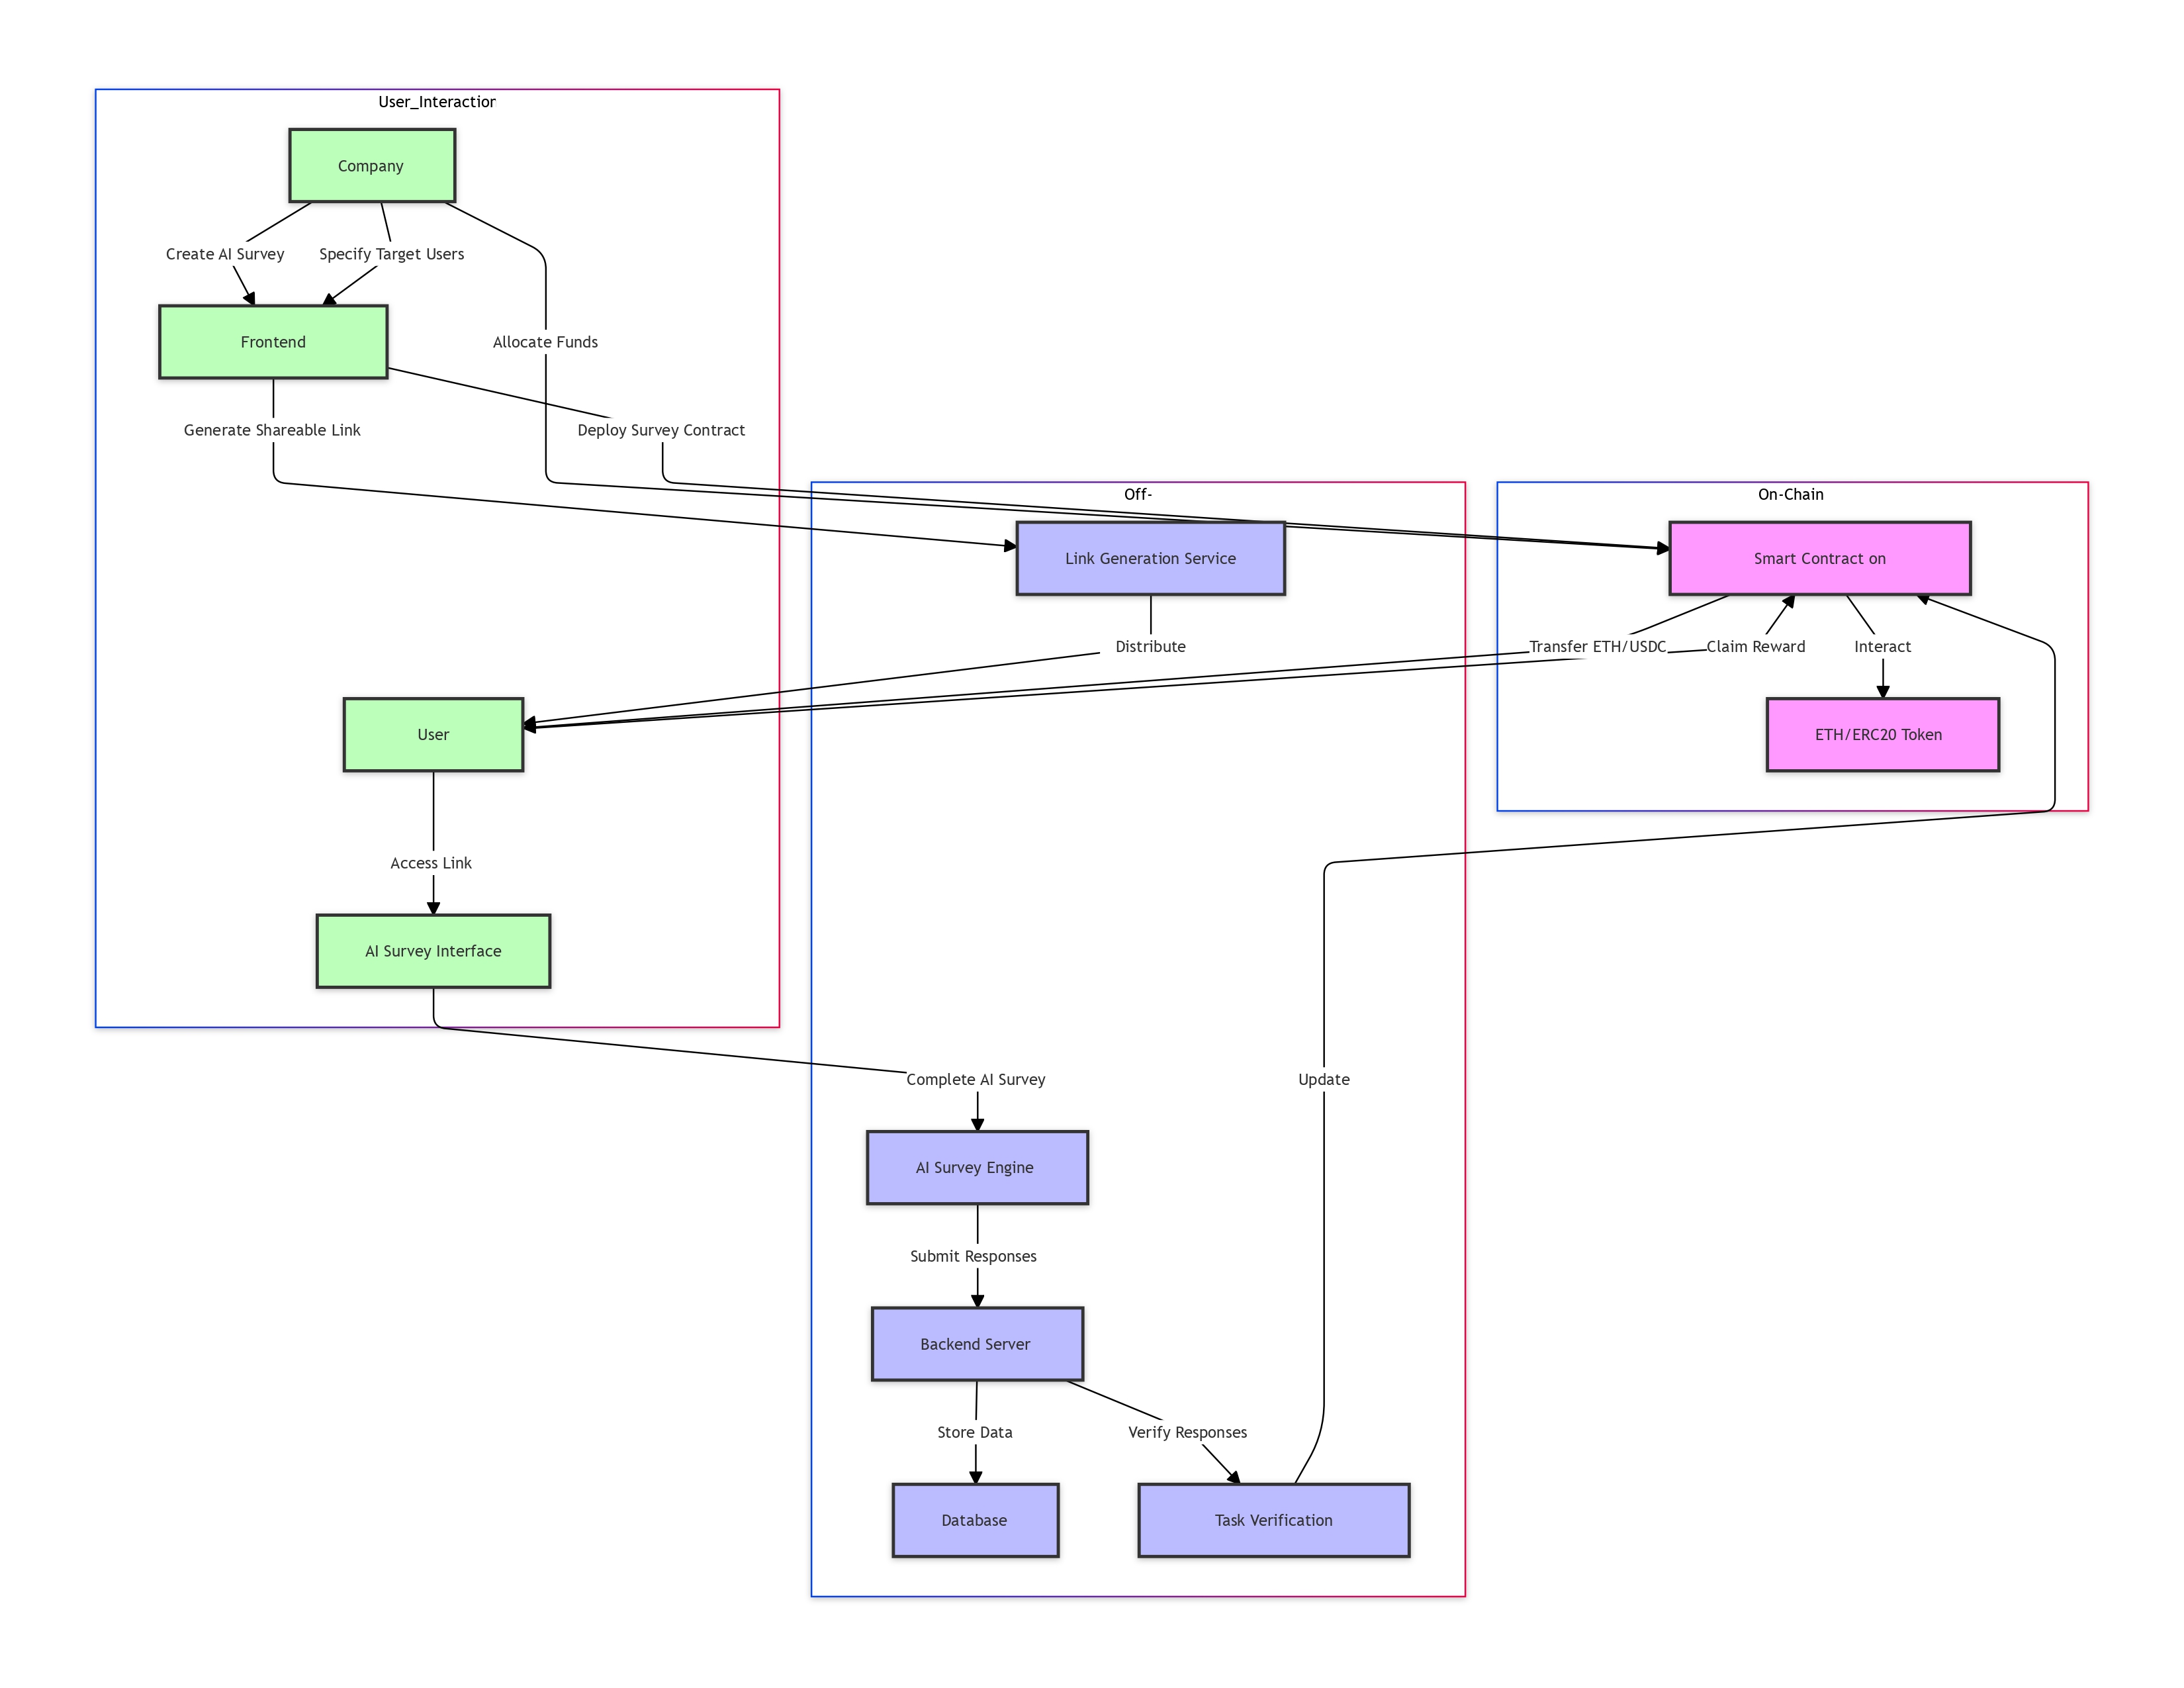 User_Interaction
Company
Create AI Survey
Specify Target Users
Frontend
Allocate Funds
Generate Shareable Link
Deploy Survey Contract
Off-
On-Chain
Link Generation Service
Smart Contract on
Distribute
Transfer ETH/USDC
Claim Reward
Interact
User
ETH/ERC20 Token
Access Link
AI Survey Interface
Complete AI Survey
Update
AI Survey Engine
Submit Responses
Backend Server
Store Data
Verify Responses
Database
Task Verification